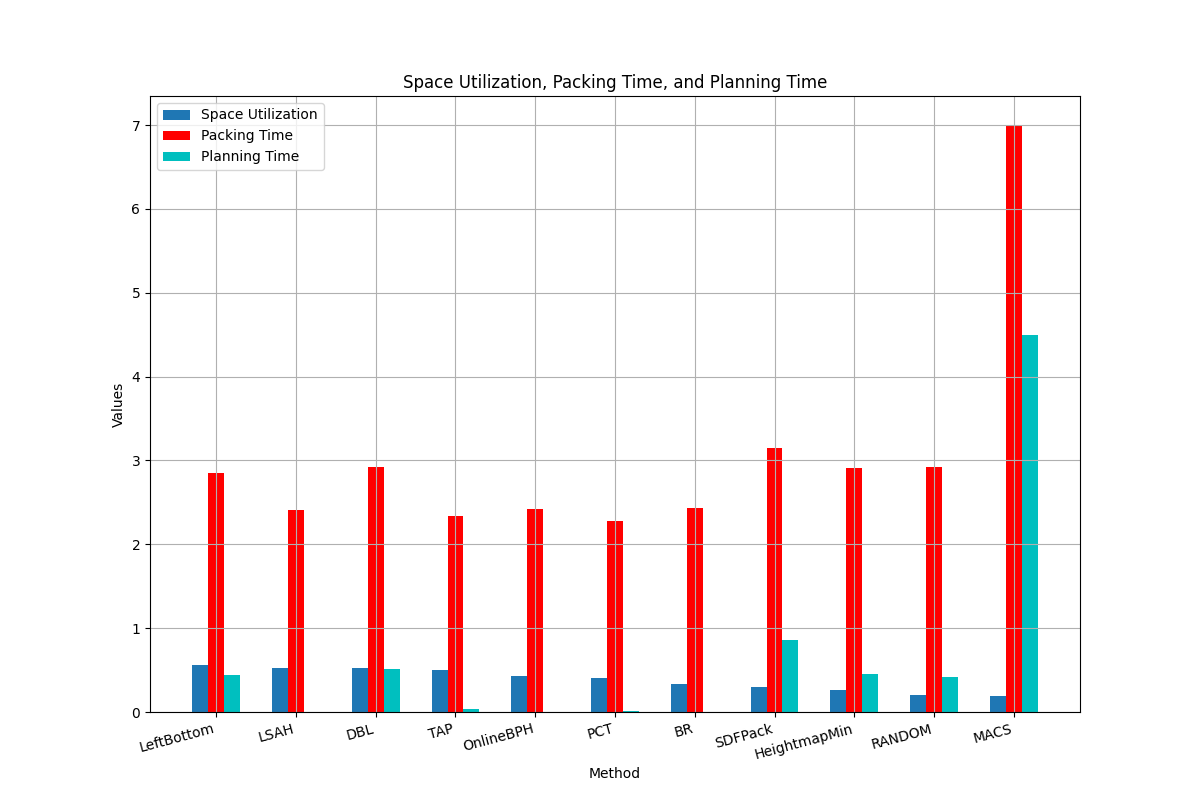 Space Utilization, Packing Time, and Planning Time
Space Utilization
Packing Time
Planning Time
7
6
5
4
3
2
1
0
Values
LeftBottom
LSAH
DBL
TAP
OnlineBPH
PCT
BR
SDFPack
HeightmapMin
RANDOM
MACS
Method